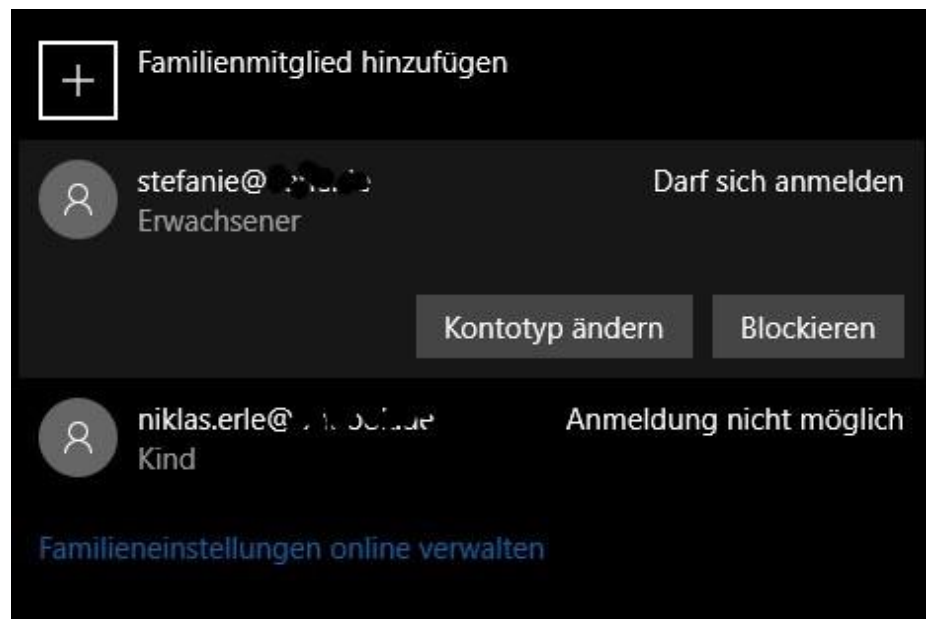 Familienmitglied hinzufügen
stefanie@
Darf sich anmelden
Erwachsener
Kontotyp ändern
Blockieren
niklas.erle@
Anmeldung nicht möglich
Kind
Familieneinstellungen online verwalten